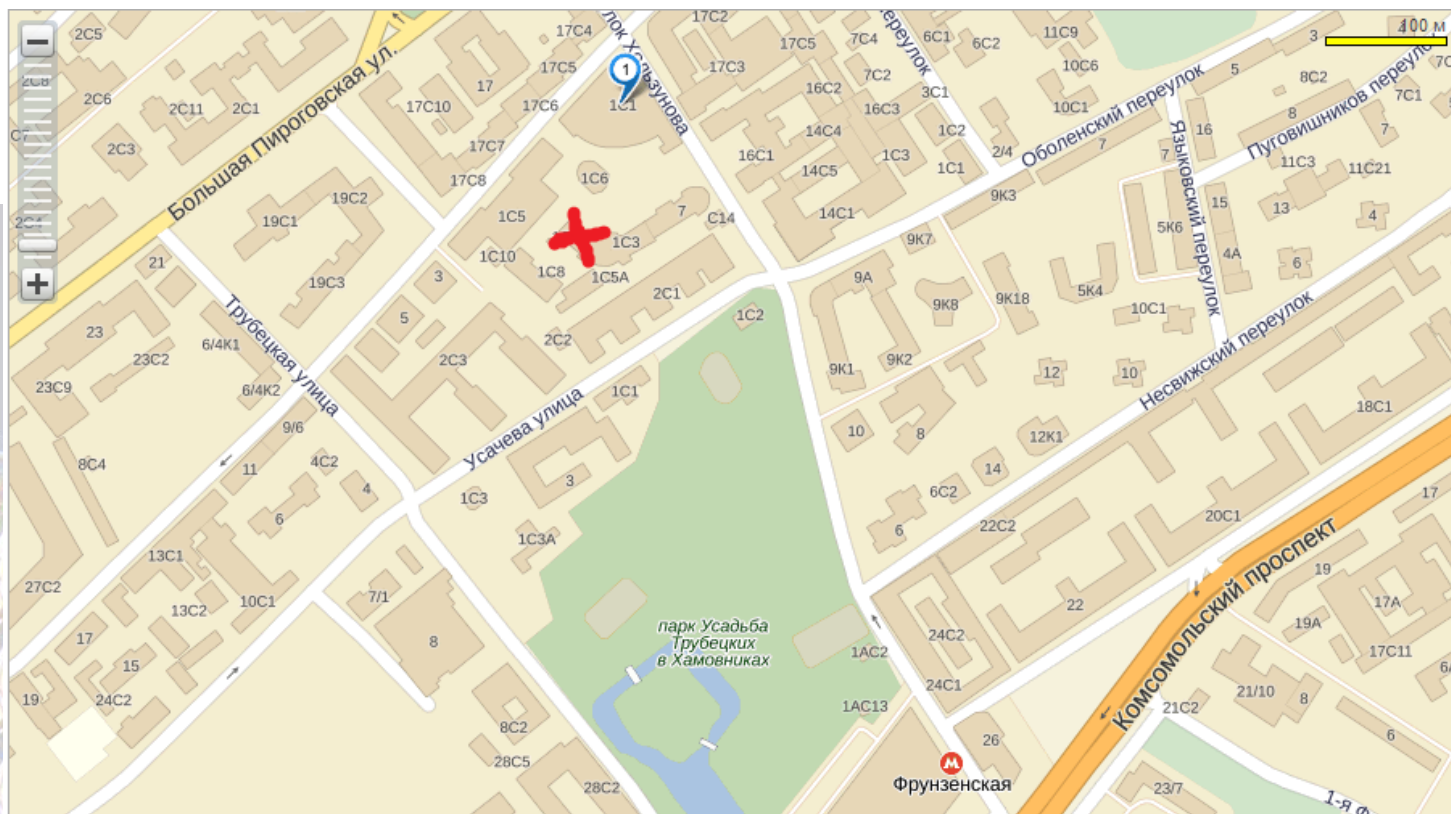 2С5
17С4
17С2
17С5
7С4
6С1
6С2
11С9
3
100 м
2С8
2С6
2С11
2С1
Большая Пироговская ул.
17С10
17
17С5
17С6
1
1С1
Хользунова
17С3
7С2
16С2
16С3
3С1
10С6
10С1
5
8С2
8
7С1
7
2С3
17С7
17С8
1С6
16С1
14С4
14С5
1С3
1С2
1С1
2/4
Оболенский переулок
7
7
16
Пуговишников переулок
11С3
11С21
19С1
19С2
1С5
7
С14
14С1
9К3
Языковский переулок
5К6
15
13
4
21
19С3
1С10
1С8
1С3
1С5А
2С1
9К7
9А
9К8
9К18
5К4
10С1
4А
6
3
5
23
23С2
23С9
6/4К1
6/4К2
Трубецкая улица
2С3
2С2
1С2
9К1
9К2
12
10
Несвижский переулок
Усачева улица
1С1
10
8
12К1
14
18С1
8С4
11
9/6
4С2
4
6
1С3
3
6С2
6
22С2
20С1
17
1С3А
13С1
27С2
13С2
10С1
7/1
8
17
15
19
24С2
парк Усадьба
Трубецких
в Хамовниках
1АС2
1АС13
24С2
24С1
22
Комсомольский проспект
19
17А
19А
17С11
21/10
8
6
21С2
8С2
28С5
28С2
26
М
Фрунзенская
23/7